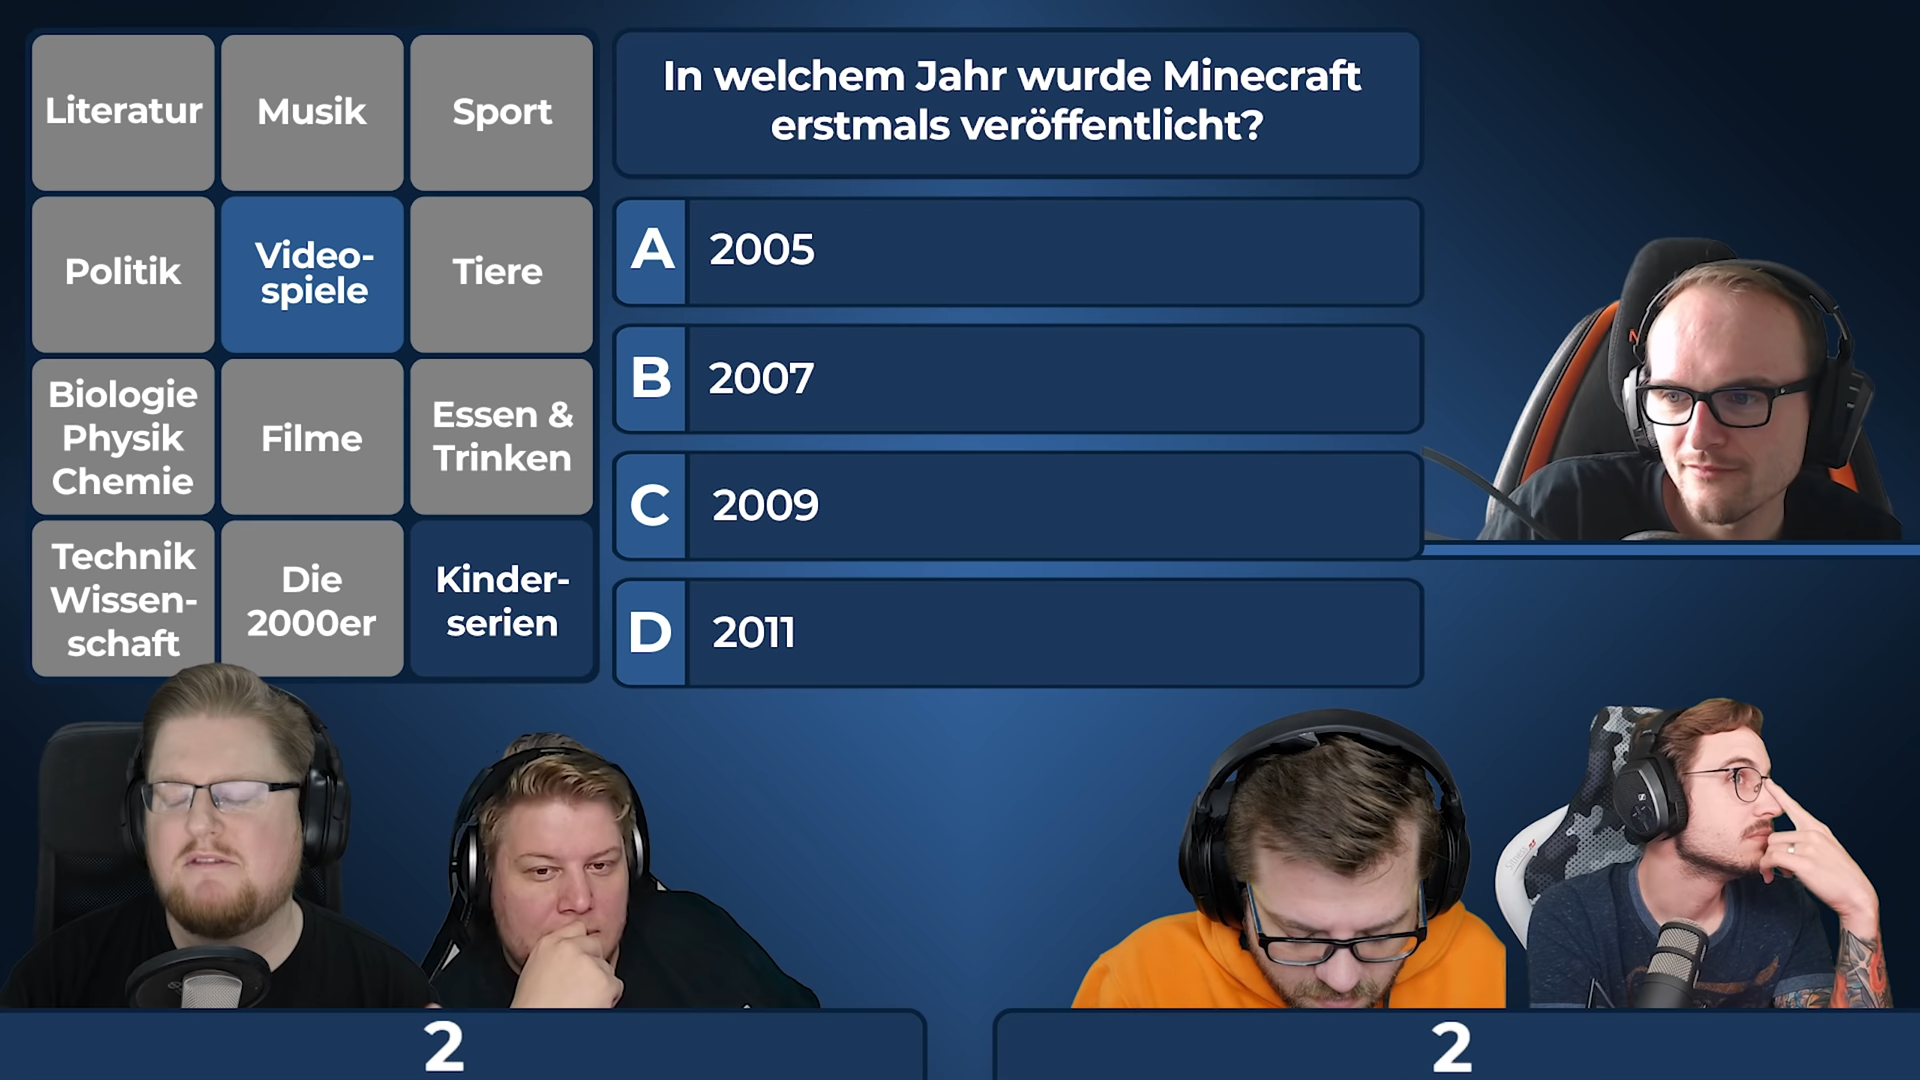 Literatur
Musik
Sport
Politik
Video-
spiele
Tiere
Biologie
Physik
Chemie
Filme
Essen &
Trinken
Technik
Wissen-
schaft
Die
2000er
Kinder-
serien
In welchem Jahr wurde Minecraft
erstmals veröffentlicht?
A 2005
B 2007
C 2009
D 2011
2
2